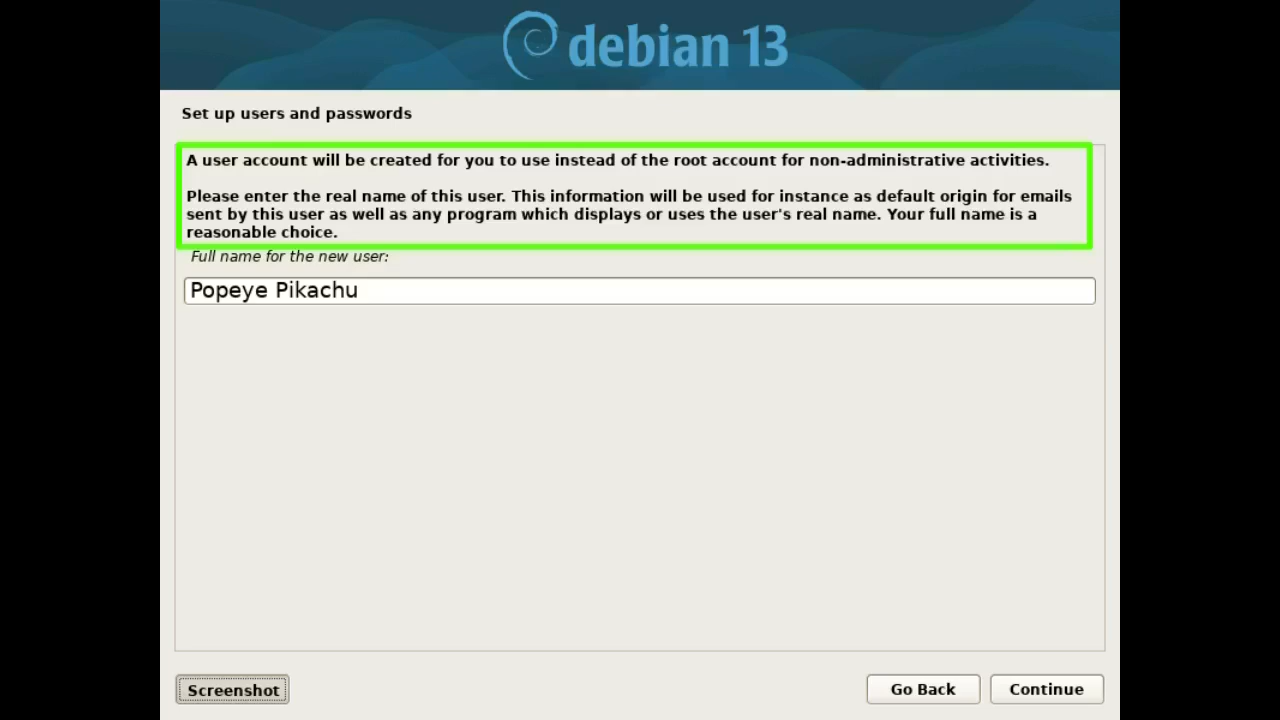 debian 13
Set up users and passwords
A user account will be created for you to use instead of the root account for non-administrative activities.
Please enter the real name of this user. This information will be used for instance as default origin for emails
sent by this user as well as any program which displays or uses the user's real name. Your full name is a
reasonable choice.
Full name for the new user:
Popeye Pikachu
Screenshot
Go Back
Continue